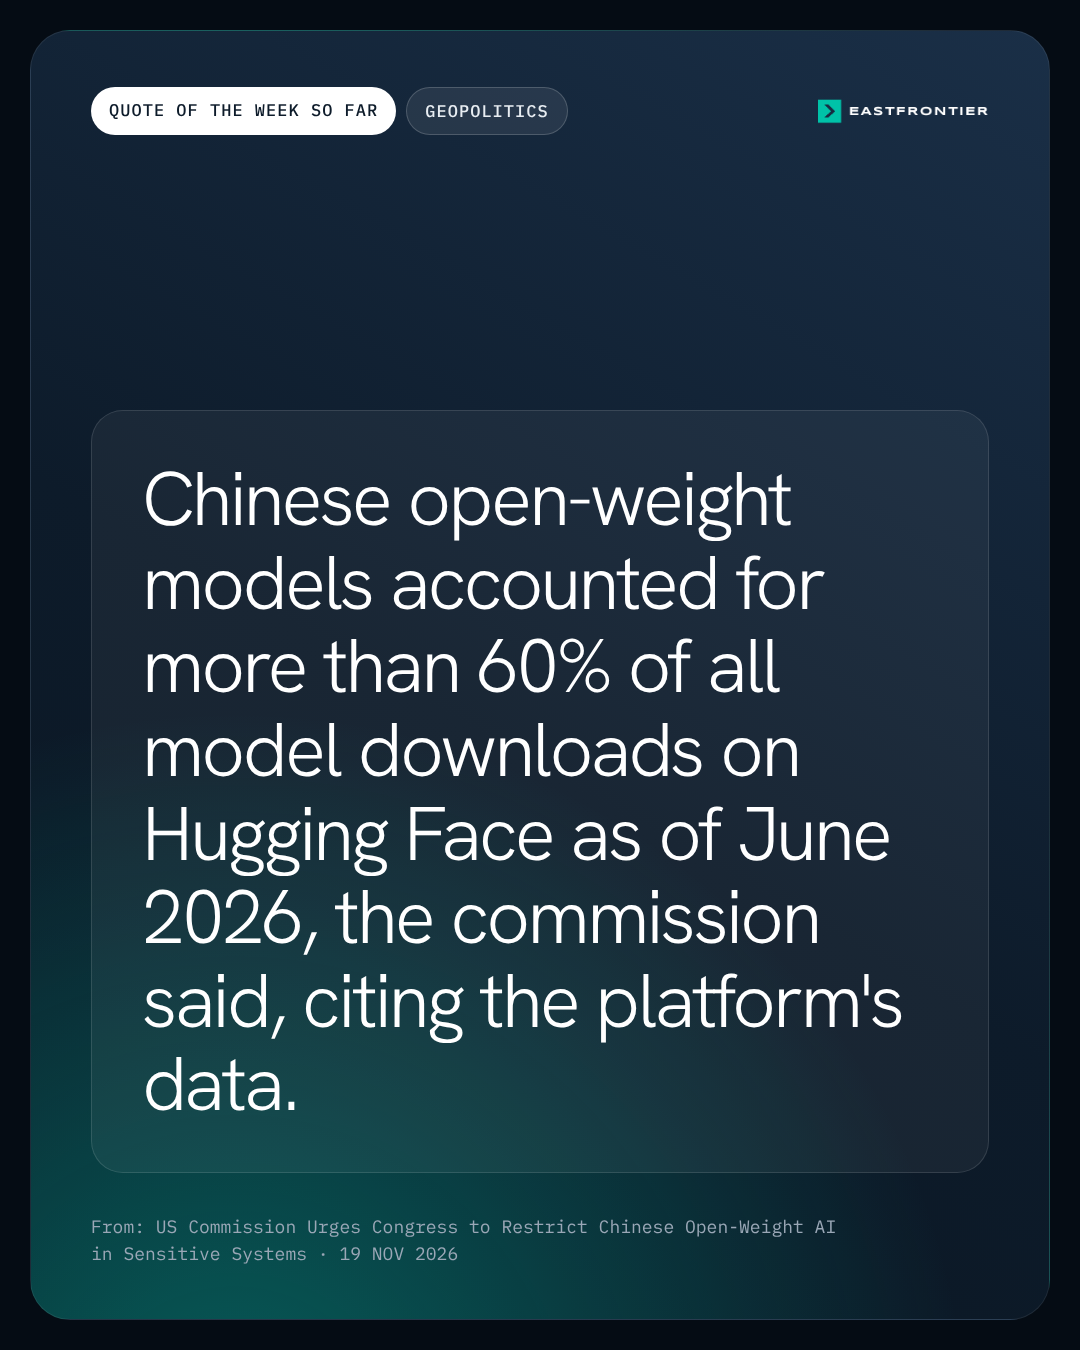 QUOTE OF THE WEEK SO FAR
GEOPOLITICS
EASTFRONTIER
Chinese open-weight
models accounted for
more than 60% of all
model downloads on
Hugging Face as of June
2026, the commission
said, citing the platform's
data.
From: US Commission Urges Congress to Restrict Chinese Open-Weight AI
in Sensitive Systems · 19 NOV 2026